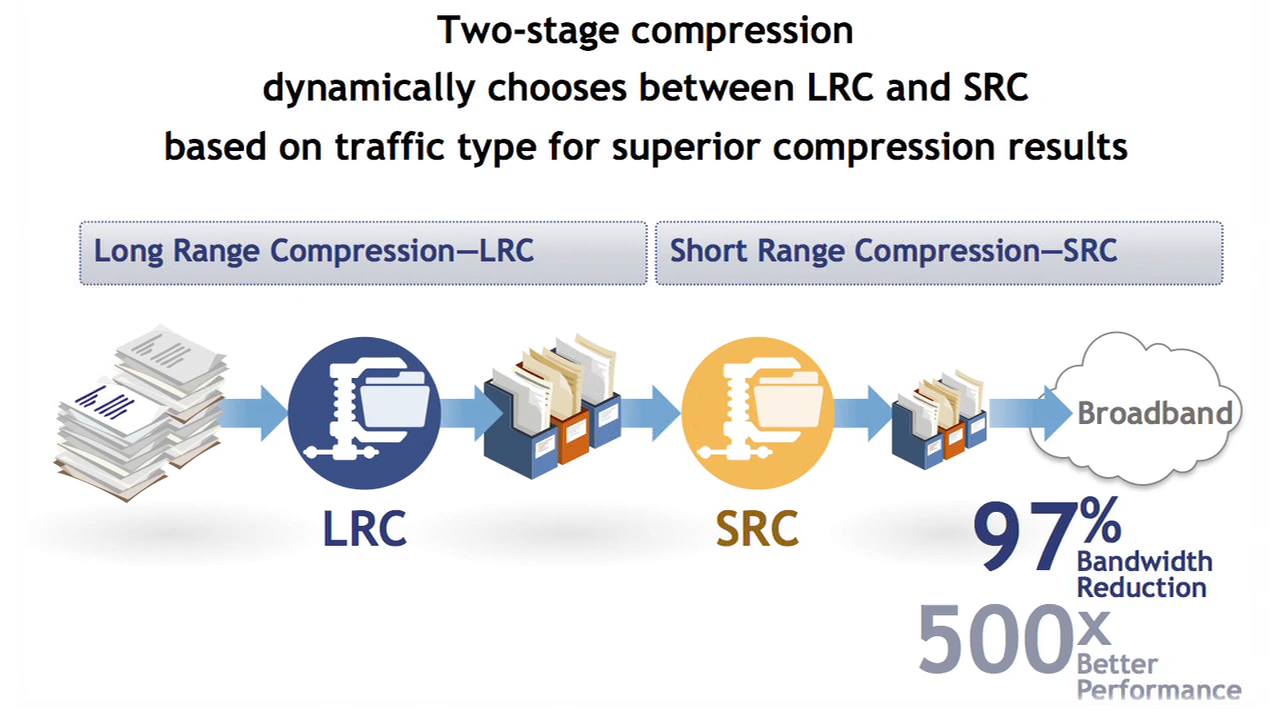 Two-stage compression
dynamically chooses between LRC and SRC
based on traffic type for superior compression results
Long Range Compression—LRC
Short Range Compression—SRC
Broadband
LRC
SRC
97%
Bandwidth
Reduction
500x
Better
Performance